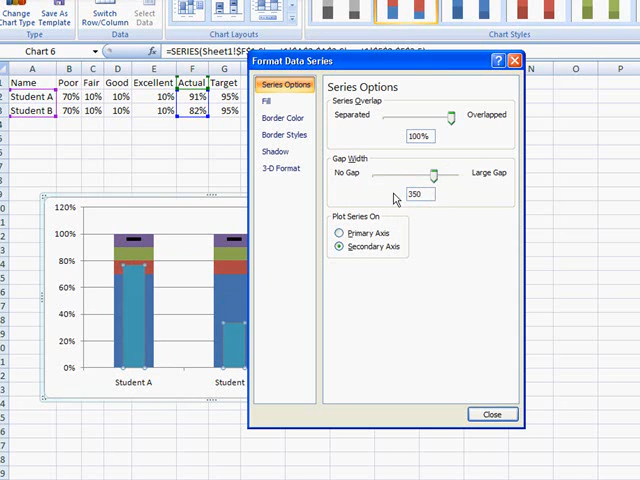 Change Chart Type
Save As Template
Switch Row/Column
Select Data
Type
Data
Chart Layouts
Chart Styles
Chart 6
A B C D E F G N O P
Name Poor Fair Good Excellent Actual Target
Student A 70% 10% 10% 10% 91% 95%
Student B 70% 10% 10% 10% 82% 95%
120%
100%
80%
60%
40%
20%
0%
Student A
Student
Format Data Series
Series Options
Fill
Border Color
Border Styles
Shadow
3-D Format
Series Options
Series Overlap
Separated Overlapped
100%
Gap Width
No Gap Large Gap
350
Plot Series On
Primary Axis
Secondary Axis
Close